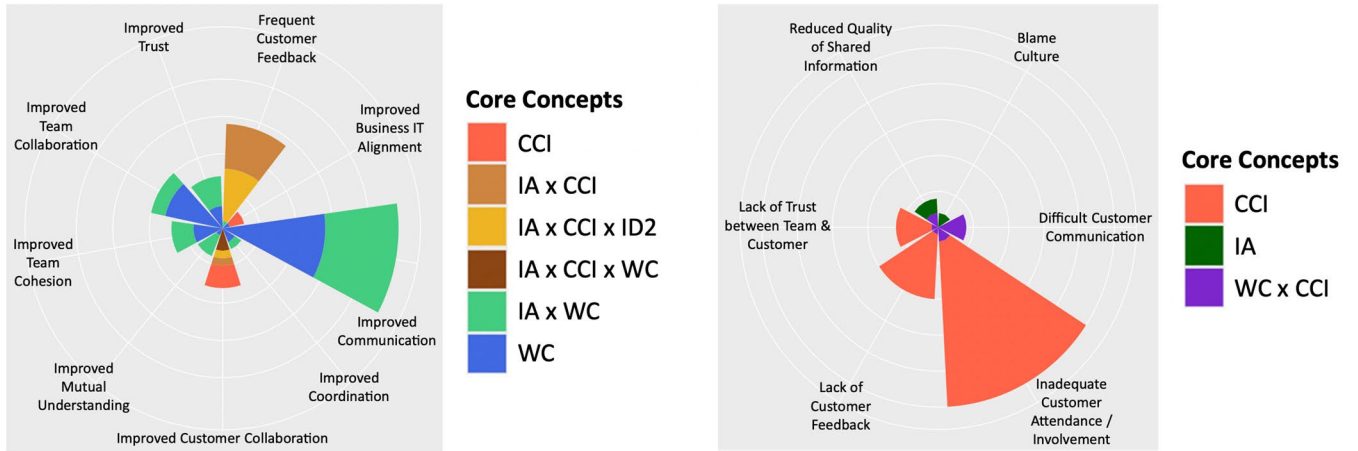 Improved
Trust
Frequent
Customer
Feedback
Improved
Team
Collaboration
Improved
Business IT
Alignment
Improved
Team
Cohesion
Improved
Communication
Improved
Mutual
Understanding
Improved
Coordination
Improved Customer Collaboration
Core Concepts
CCI
IA x CCI
IA x CCI x ID2
IA x CCI x WC
IA x WC
WC
Reduced Quality
of Shared
Information
Blame
Culture
Lack of Trust
between Team &
Customer
Difficult Customer
Communication
Lack of
Customer
Feedback
Inadequate
Customer
Attendance /
Involvement
Core Concepts
CCI
IA
WC x CCI